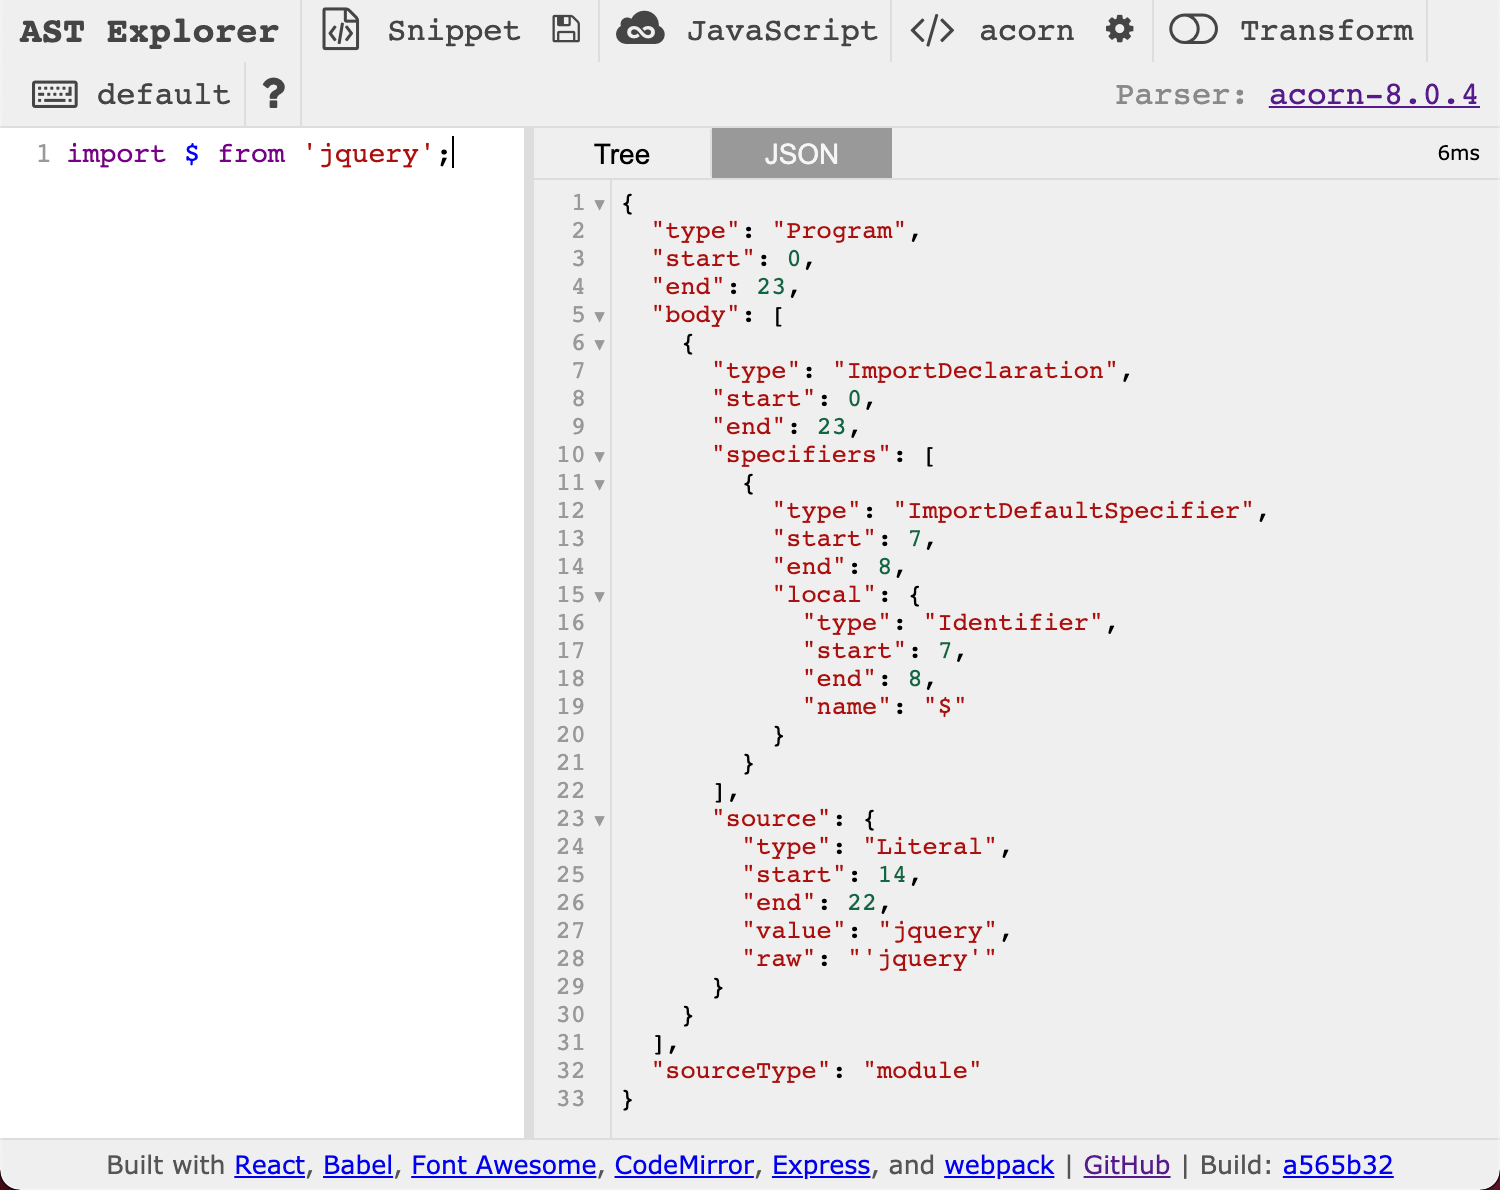 AST Explorer </> Snippet JavaScript </> acorn Transform
default ? Parser: acorn-8.0.4
1 import $ from 'jquery';
Tree JSON 6ms
1 {
2 "type": "Program",
3 "start": 0,
4 "end": 23,
5 "body": [
6 {
7 "type": "ImportDeclaration",
8 "start": 0,
9 "end": 23,
10 "specifiers": [
11 {
12 "type": "ImportDefaultSpecifier",
13 "start": 7,
14 "end": 8,
15 "local": {
16 "type": "Identifier",
17 "start": 7,
18 "end": 8,
19 "name": "$"
20 }
21 }
22 ],
23 "source": {
24 "type": "Literal",
25 "start": 14,
26 "end": 22,
27 "value": "jquery",
28 "raw": "'jquery'"
29 }
30 }
31 ],
32 "sourceType": "module"
33 }
Built with React, Babel, Font Awesome, CodeMirror, Express, and webpack | GitHub | Build: a565b32